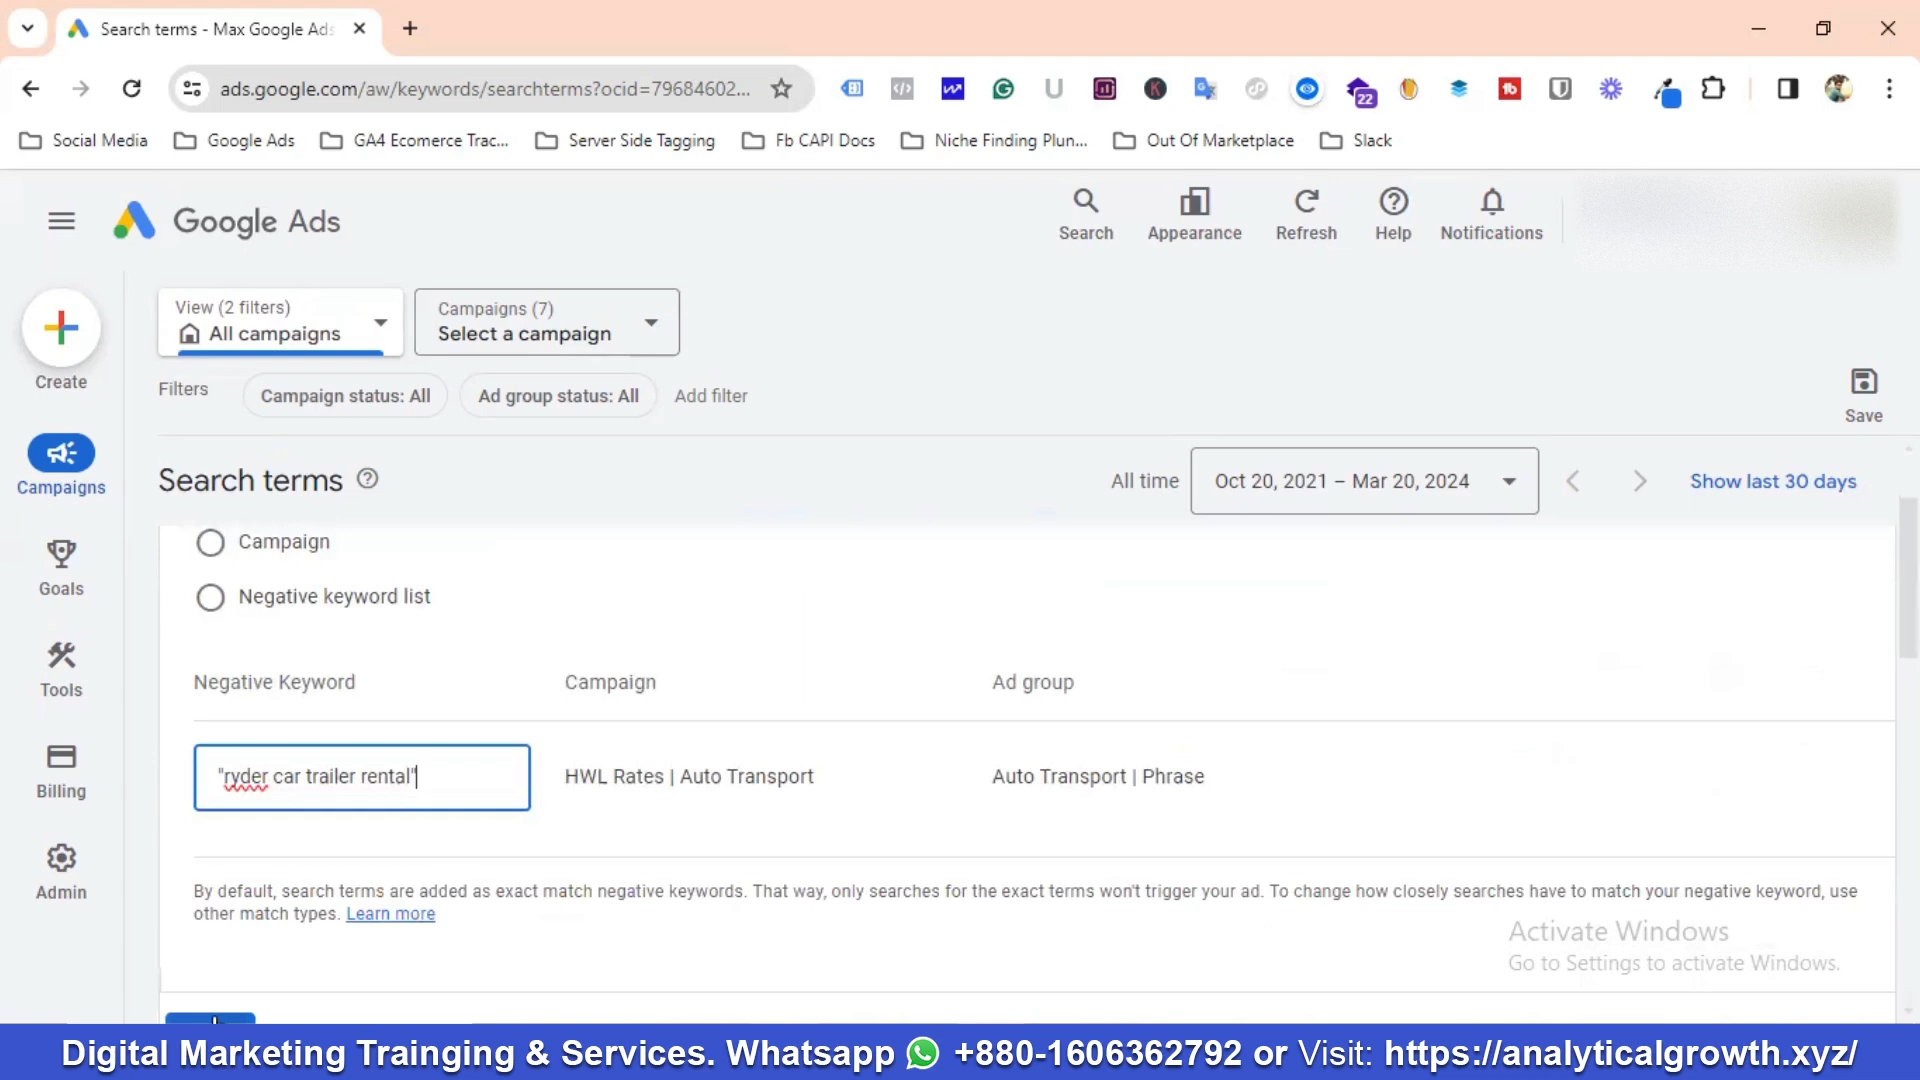 Search terms - Max Google Ads
ads.google.com/aw/keywords/searchterms?ocid=79684602...
22
Social Media
Google Ads
GA4 Ecomerce Trac...
Server Side Tagging
Fb CAPI Docs
Niche Finding Plun...
Out Of Marketplace
Slack
Google Ads
Search
Appearance
Refresh
Help
Notifications
View (2 filters)
All campaigns
Campaigns (7)
Select a campaign
Create
Filters
Campaign status: All
Ad group status: All
Add filter
Save
Campaigns
Search terms
All time
Oct 20, 2021 – Mar 20, 2024
Show last 30 days
Campaign
Goals
Negative keyword list
Tools
Negative Keyword
Campaign
Ad group
Billing
"ryder car trailer rental"
HWL Rates | Auto Transport
Auto Transport | Phrase
Admin
By default, search terms are added as exact match negative keywords. That way, only searches for the exact terms won't trigger your ad. To change how closely searches have to match your negative keyword, use
other match types. Learn more
Activate Windows
Go to Settings to activate Windows.
Digital Marketing Trainging & Services. Whatsapp +880-1606362792 or Visit: https://analyticalgrowth.xyz/